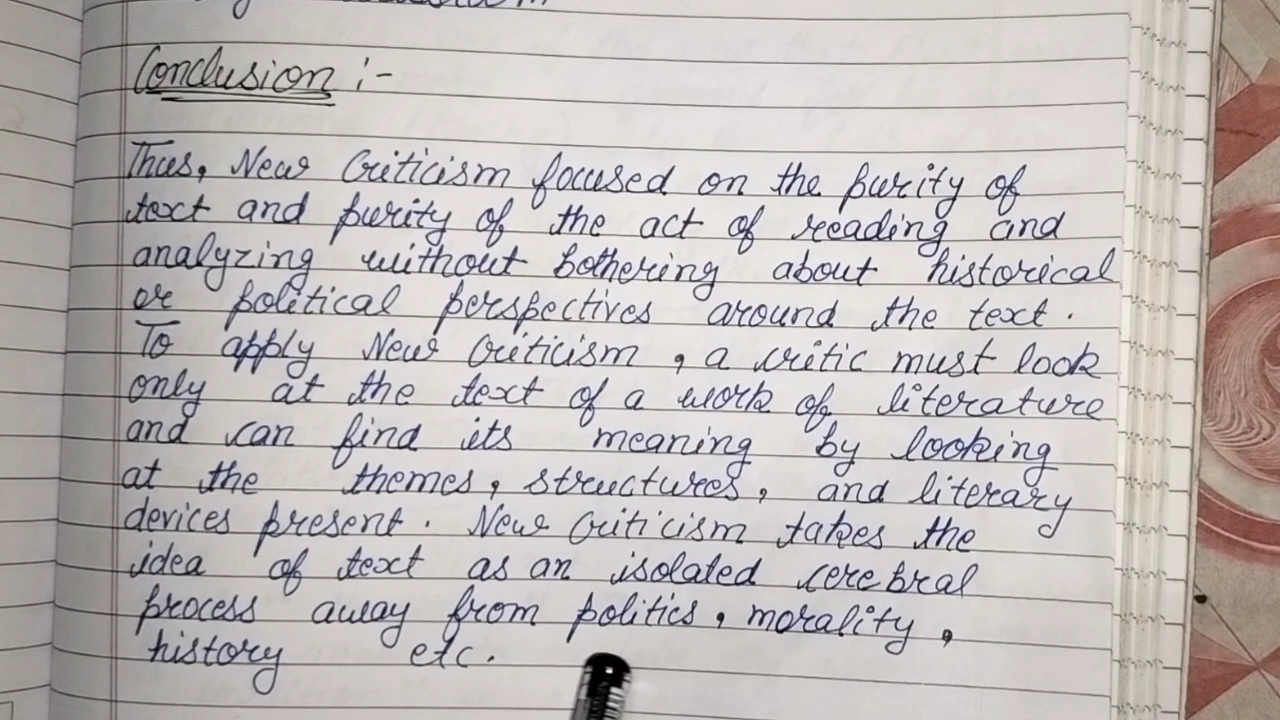 Conclusion :-
Thus, New Criticism focused on the purity of
text and purity of the act of reading and
analyzing without bothering about historical
or political perspectives around the text.
To apply New Criticism, a critic must look
only at the text of a work of literature
and can find its meaning by looking
at the themes, structures, and literary
devices present. New Criticism takes the
idea of text as an isolated cerebral
process away from politics, morality,
history etc.